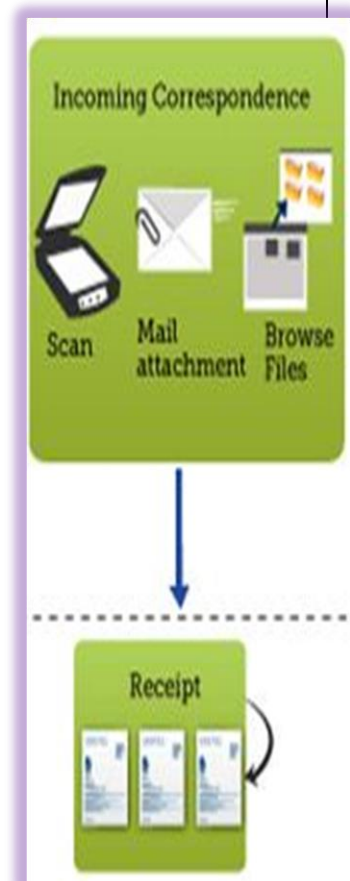 Incoming Correspondence
Scan
Mail
attachment
Browse
Files
Receipt